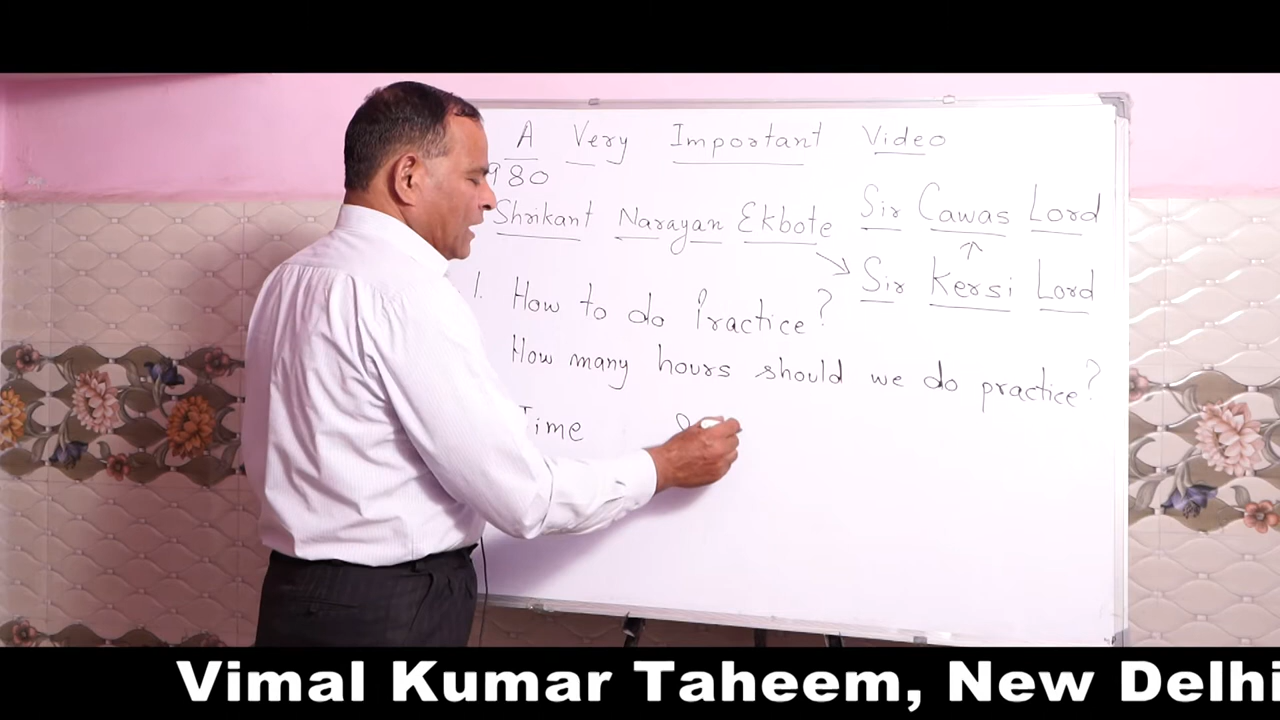 A Very Important Video
980
Shrikant Narayan Ekbote Sir Cawas Lord
↑
→ Sir Kersi Lord
1. How to do Practice?
How many hours should we do practice?
Time
Vimal Kumar Taheem, New Delhi